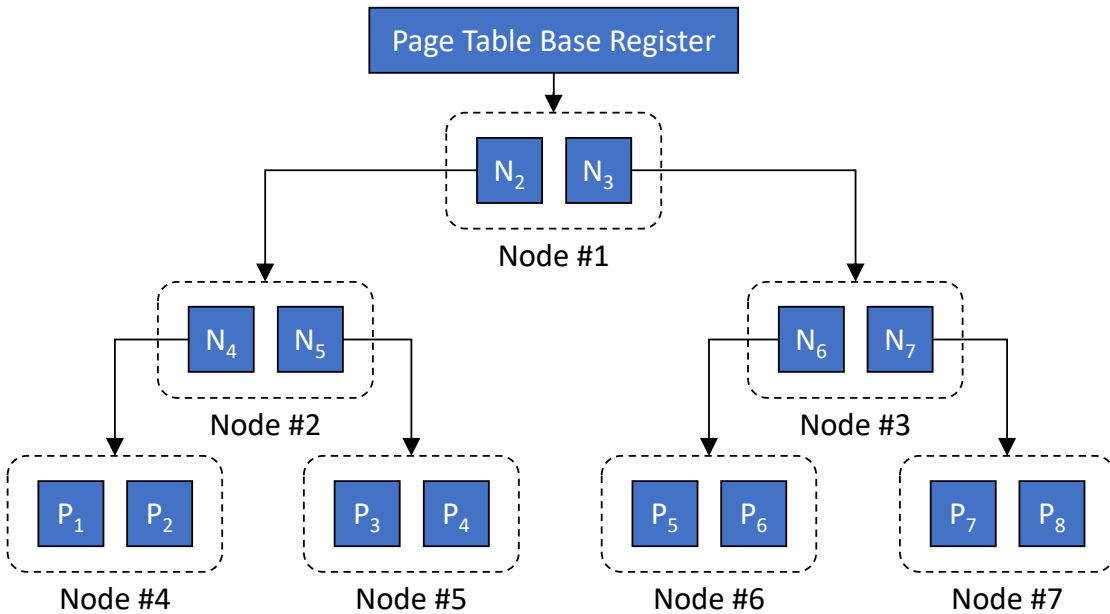 Page Table Base Register
N₂ N₃
Node #1
N₄ N₅ N₆ N₇
Node #2 Node #3
P₁ P₂ P₃ P₄ P₅ P₆ P₇ P₈
Node #4 Node #5 Node #6 Node #7